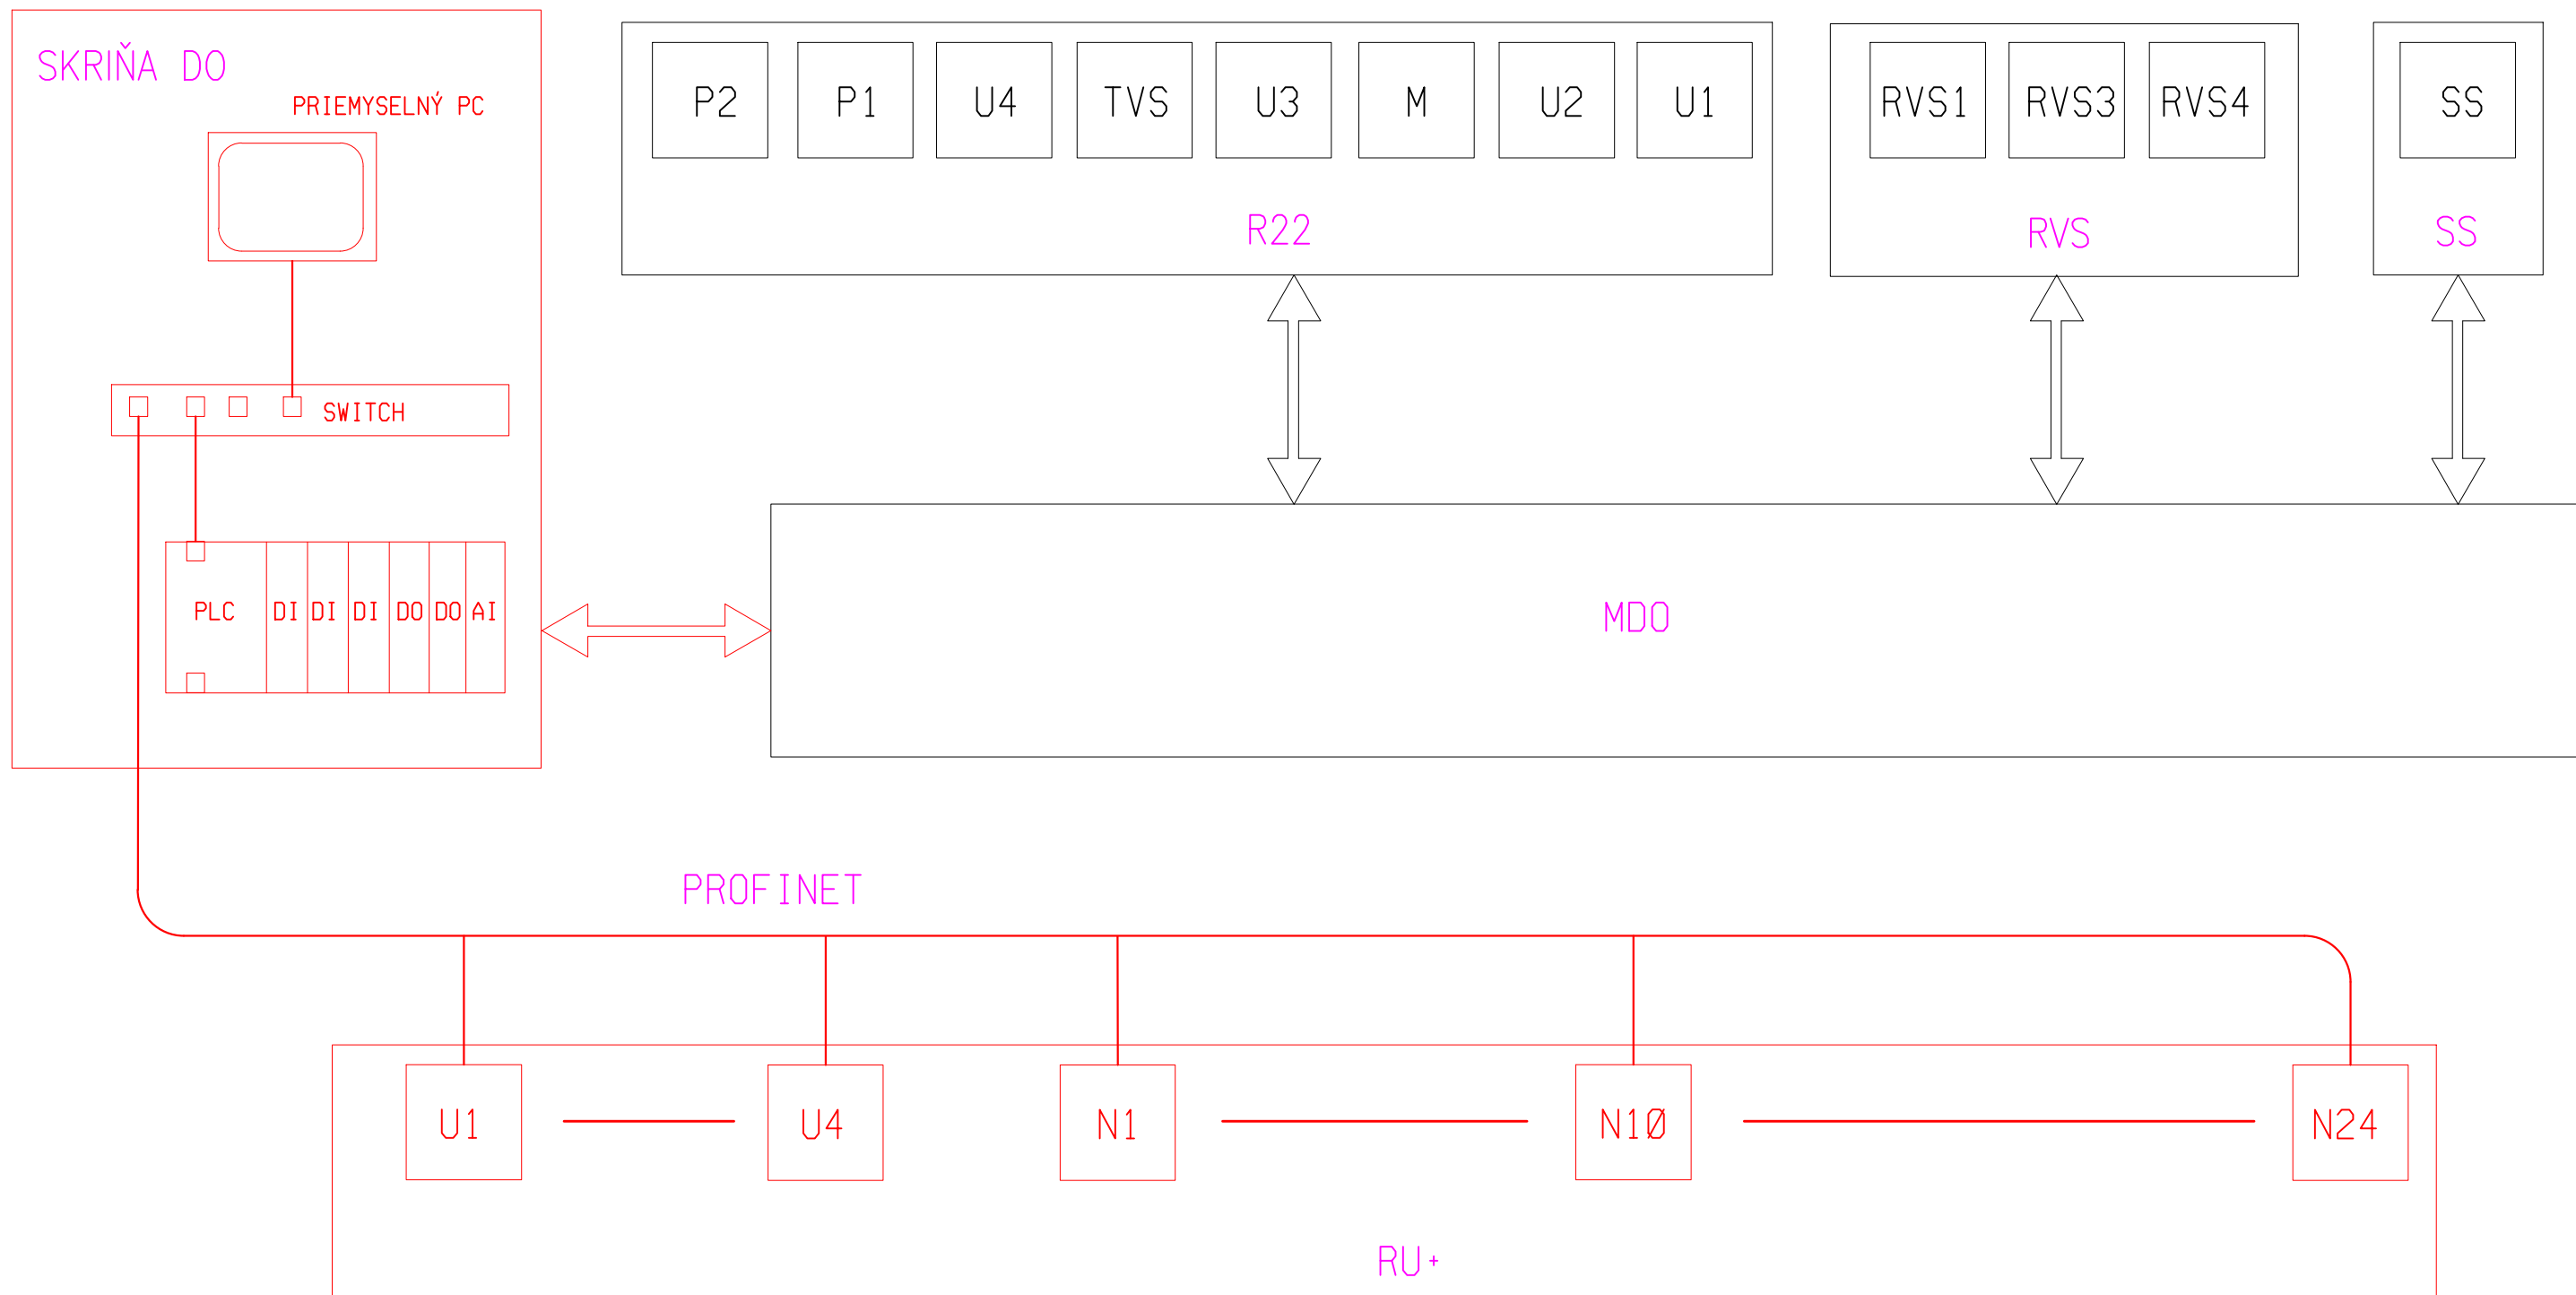 SKRIŇA DO
PRIEMYSELNÝ PC
SWITCH
PLC DI DI DI DO DO AI
P2 P1 U4 TVS U3 M U2 U1
R22
RVS1 RVS3 RVS4
RVS
SS
SS
MDO
PROFINET
U1 U4 N1 N10 N24
RU+